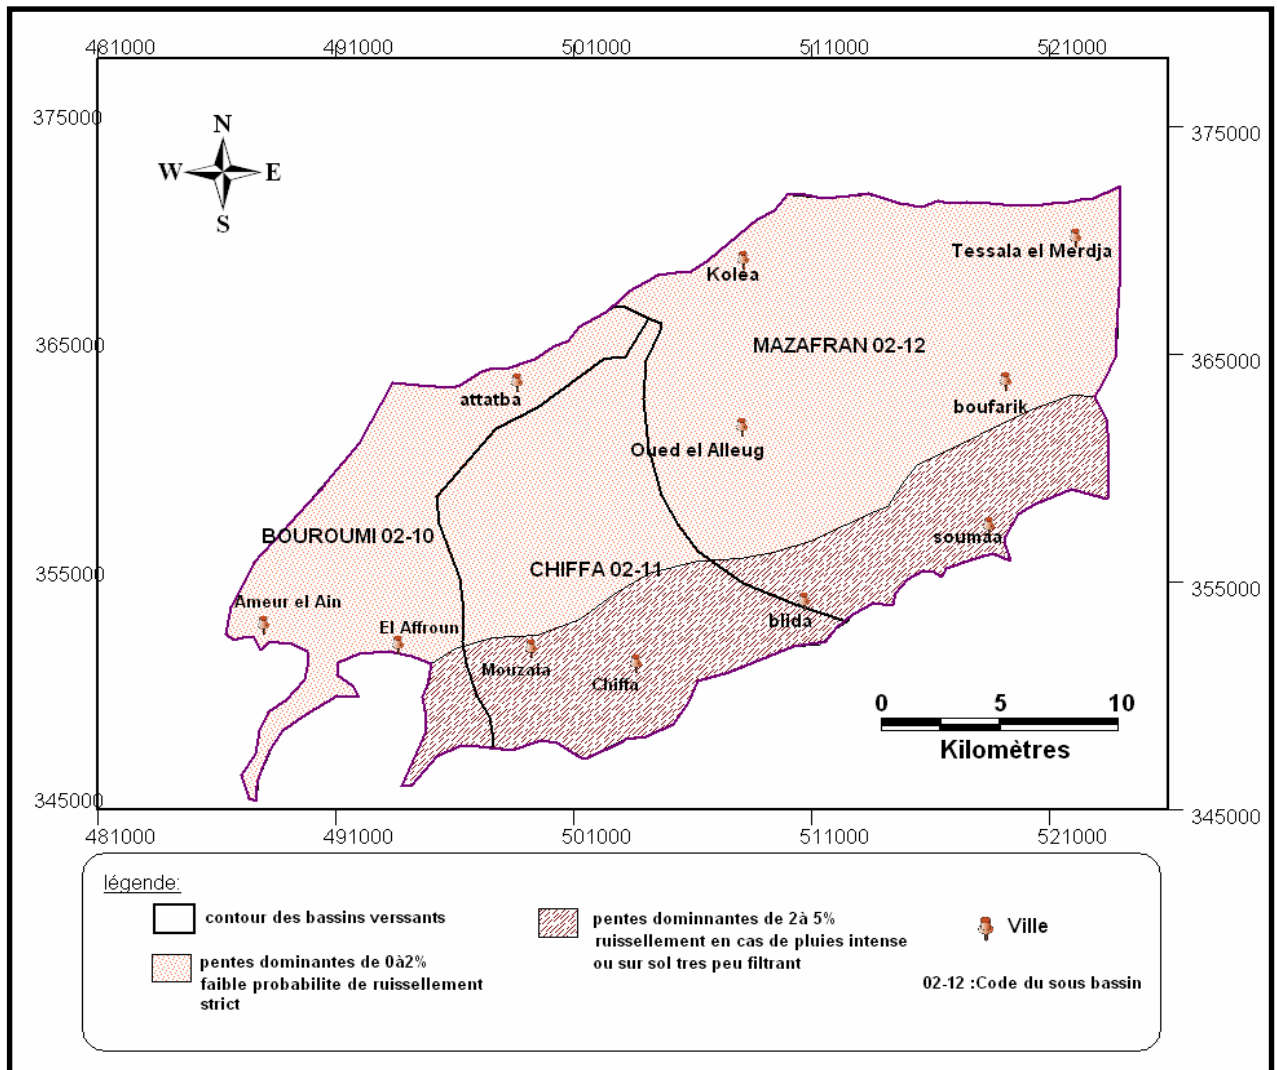 481000 491000 501000 511000 521000
375000
375000
N
W E
S
Tessala el Merdja
Kolea
365000
MAZAFRAN 02-12
365000
attatba
boufarik
Oued el Alleug
BOUROUMI 02-10
soumaa
CHIFFA 02-11
355000
355000
Ameur el Ain
El Affroun
blida
Mouzaia
Chiffa
0 5 10
Kilomètres
345000
345000
481000 491000 501000 511000 521000
légende:
contour des bassins verssants
pentes dominantes de 0à2%
faible probabilite de ruissellement
strict
pentes dominnantes de 2à 5%
ruissellement en cas de pluies intense
ou sur sol tres peu filtrant
Ville
02-12 :Code du sous bassin